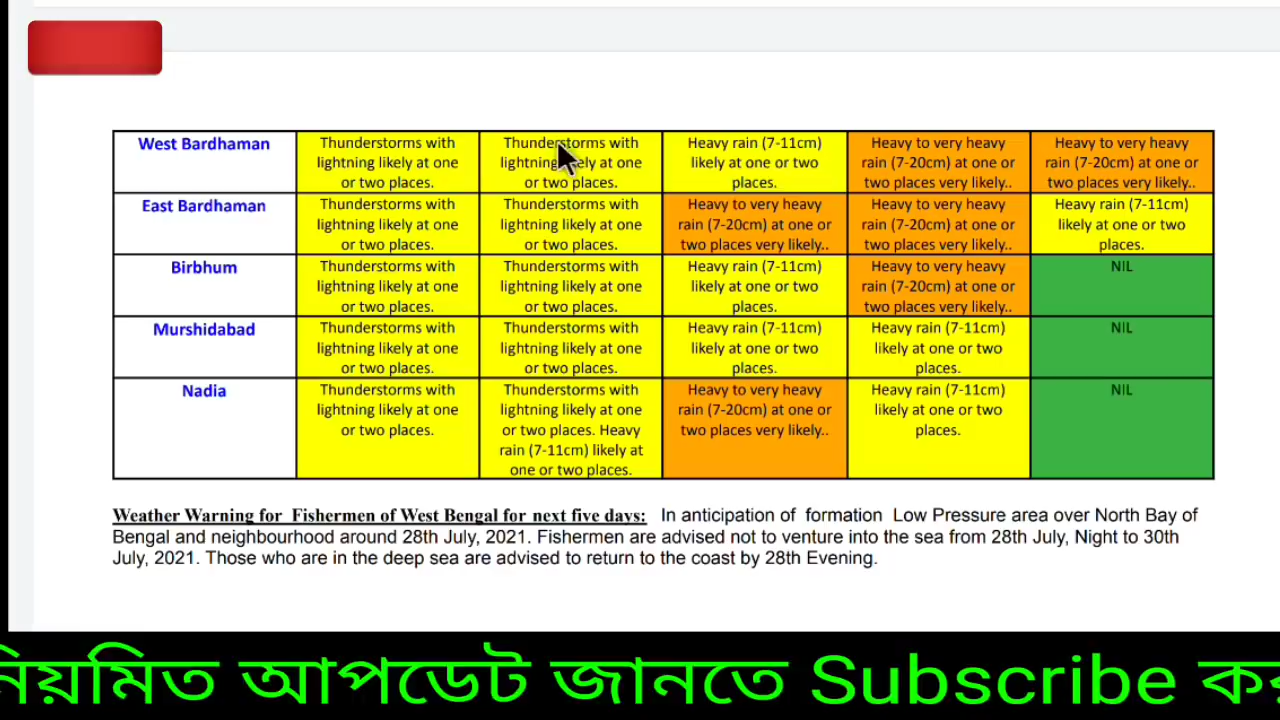 West Bardhaman
Thunderstorms with
lightning likely at one
or two places.
Thunderstorms with
lightning likely at one
or two places.
Heavy rain (7-11cm)
likely at one or two
places.
Heavy to very heavy
rain (7-20cm) at one or
two places very likely..
Heavy to very heavy
rain (7-20cm) at one or
two places very likely..
East Bardhaman
Thunderstorms with
lightning likely at one
or two places.
Thunderstorms with
lightning likely at one
or two places.
Heavy to very heavy
rain (7-20cm) at one or
two places very likely..
Heavy to very heavy
rain (7-20cm) at one or
two places very likely..
Heavy rain (7-11cm)
likely at one or two
places.
Birbhum
Thunderstorms with
lightning likely at one
or two places.
Thunderstorms with
lightning likely at one
or two places.
Heavy rain (7-11cm)
likely at one or two
places.
Heavy to very heavy
rain (7-20cm) at one or
two places very likely..
NIL
Murshidabad
Thunderstorms with
lightning likely at one
or two places.
Thunderstorms with
lightning likely at one
or two places.
Heavy rain (7-11cm)
likely at one or two
places.
Heavy rain (7-11cm)
likely at one or two
places.
NIL
Nadia
Thunderstorms with
lightning likely at one
or two places.
Thunderstorms with
lightning likely at one
or two places. Heavy
rain (7-11cm) likely at
one or two places.
Heavy to very heavy
rain (7-20cm) at one or
two places very likely..
Heavy rain (7-11cm)
likely at one or two
places.
NIL
Weather Warning for Fishermen of West Bengal for next five days: In anticipation of formation Low Pressure area over North Bay of
Bengal and neighbourhood around 28th July, 2021. Fishermen are advised not to venture into the sea from 28th July, Night to 30th
July, 2021. Those who are in the deep sea are advised to return to the coast by 28th Evening.
নিয়মিত আপডেট জানতে Subscribe